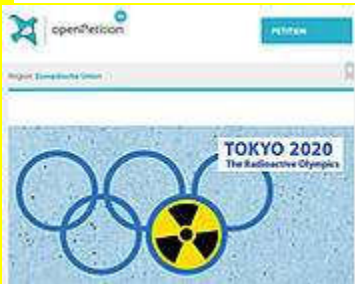 openPetition
PETITION
Region: Europäische Union
TOKYO 2020
The Radioactive Olympics